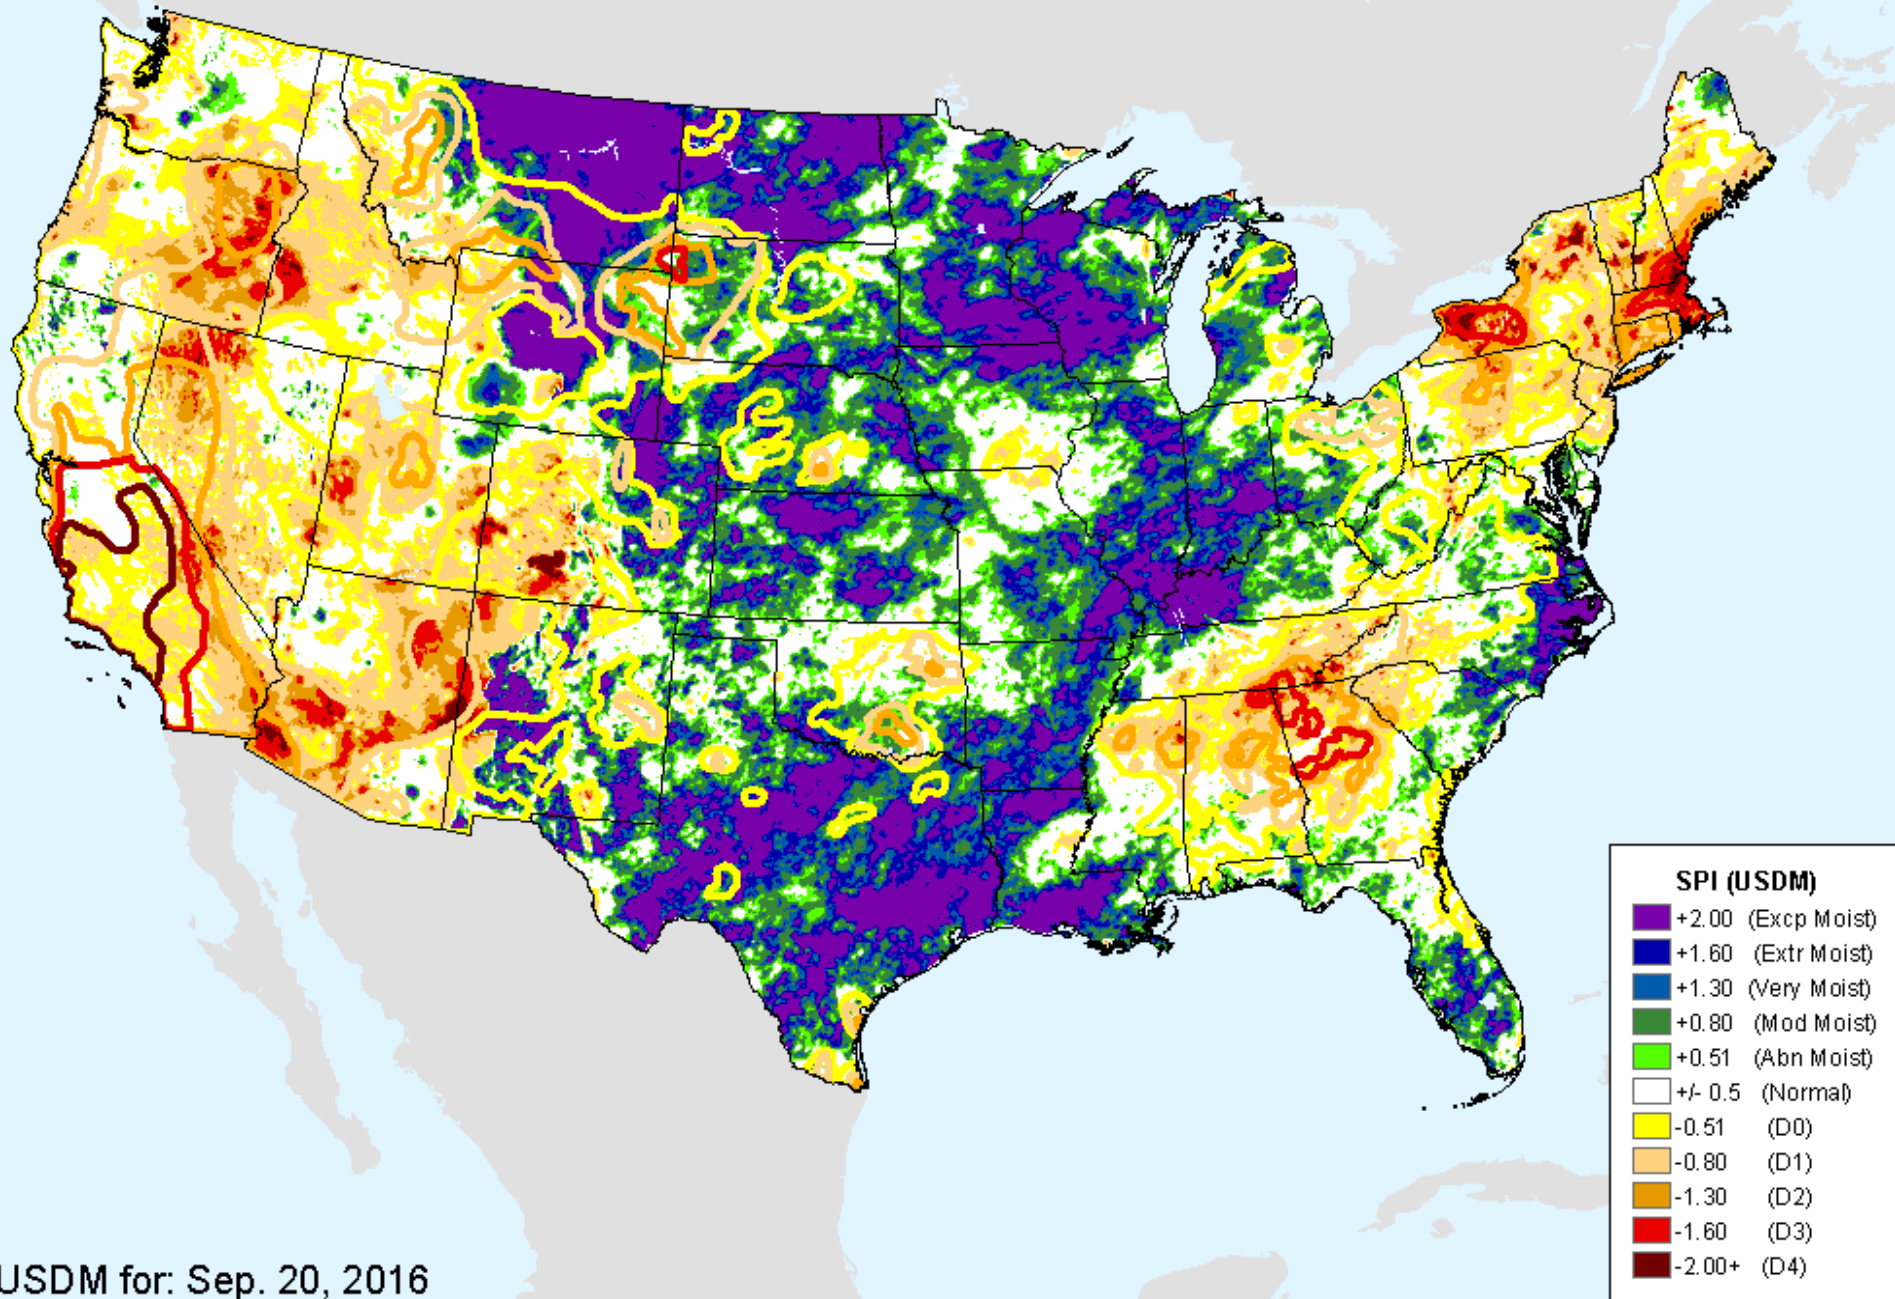 SPI (USDM)
+2.00 (Excp Moist)
+1.60 (Extr Moist)
+1.30 (Very Moist)
+0.80 (Mod Moist)
+0.51 (Abn Moist)
+/- 0.5 (Normal)
-0.51 (D0)
-0.80 (D1)
-1.30 (D2)
-1.60 (D3)
-2.00+ (D4)
USDM for: Sep. 20, 2016